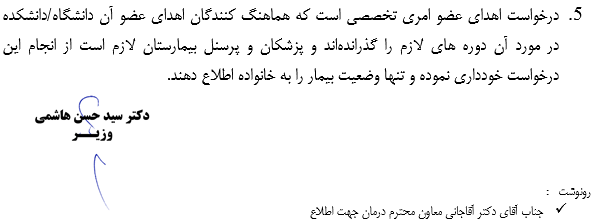 5. درخواست اهدای عضو امری تخصصی است که هماهنگ کنندگان اهدای عضو آن دانشگاه/دانشکده
در مورد آن دوره های لازم را گذرانده‌اند و پزشکان و پرسنل بیمارستان لازم است از انجام این
درخواست خودداری نموده و تنها وضعیت بیمار را به خانواده اطلاع دهند.
دکتر سید حسن هاشمی
وزیـــر
رونوشت :
✓ جناب آقای دکتر آقاجانی معاون محترم درمان جهت اطلاع